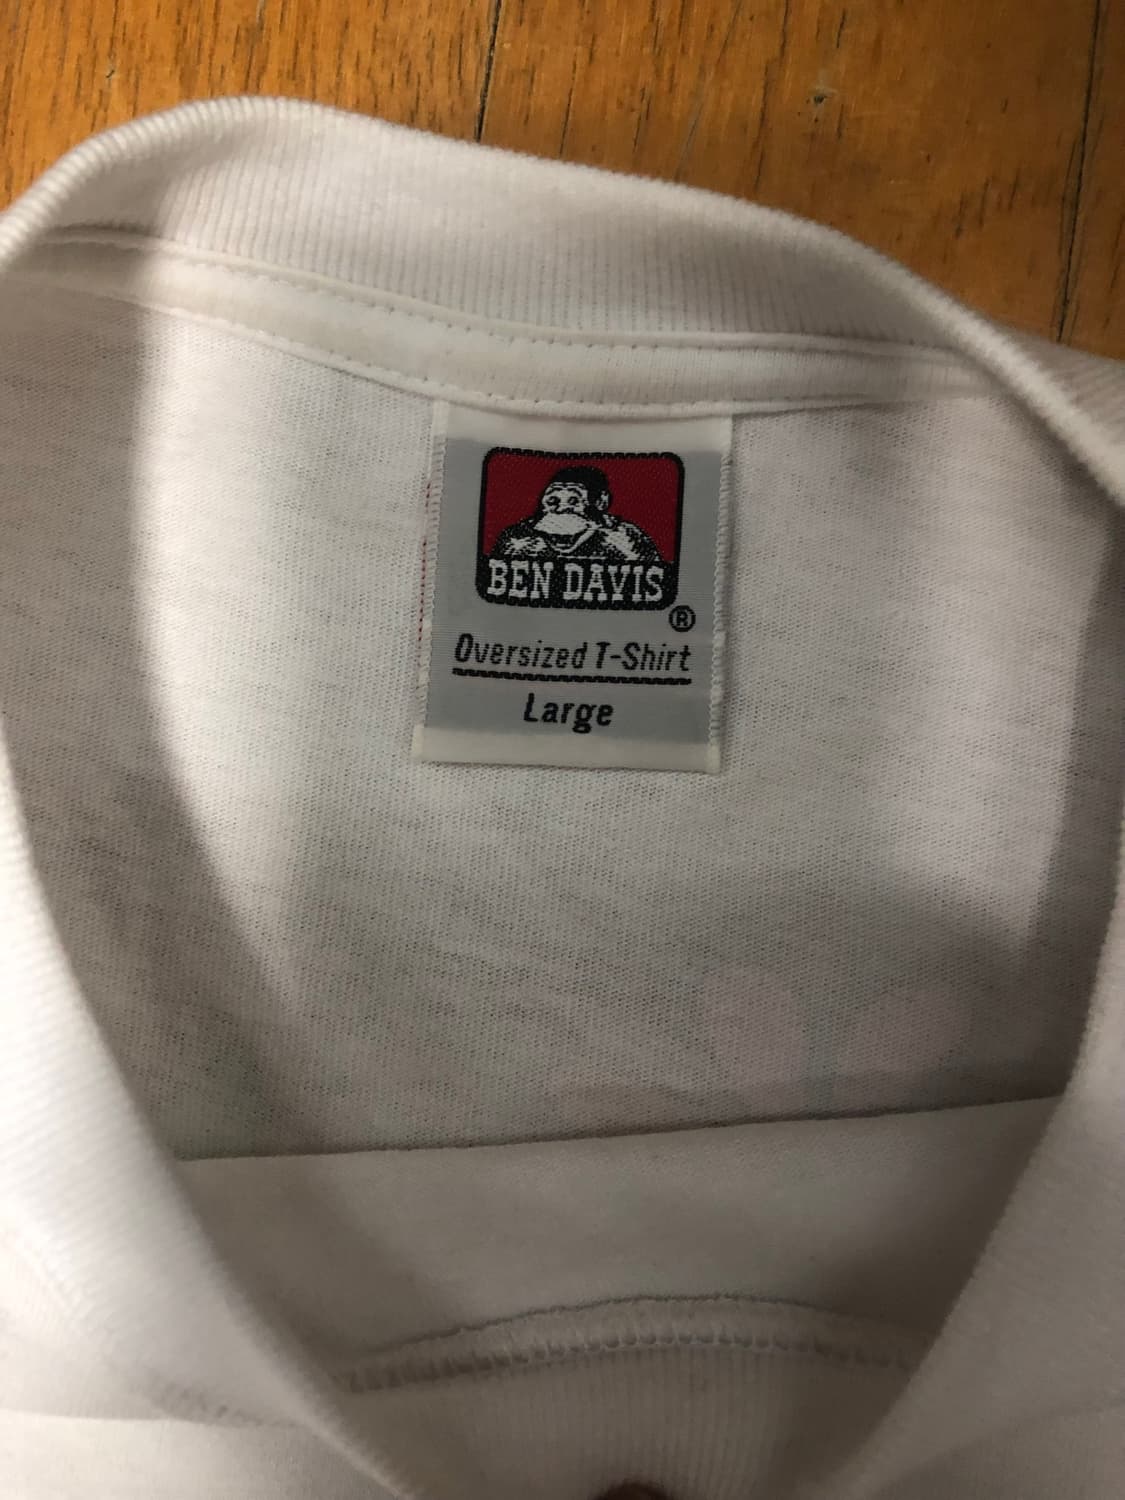 BEN DAVIS
®
Oversized T-Shirt
Large